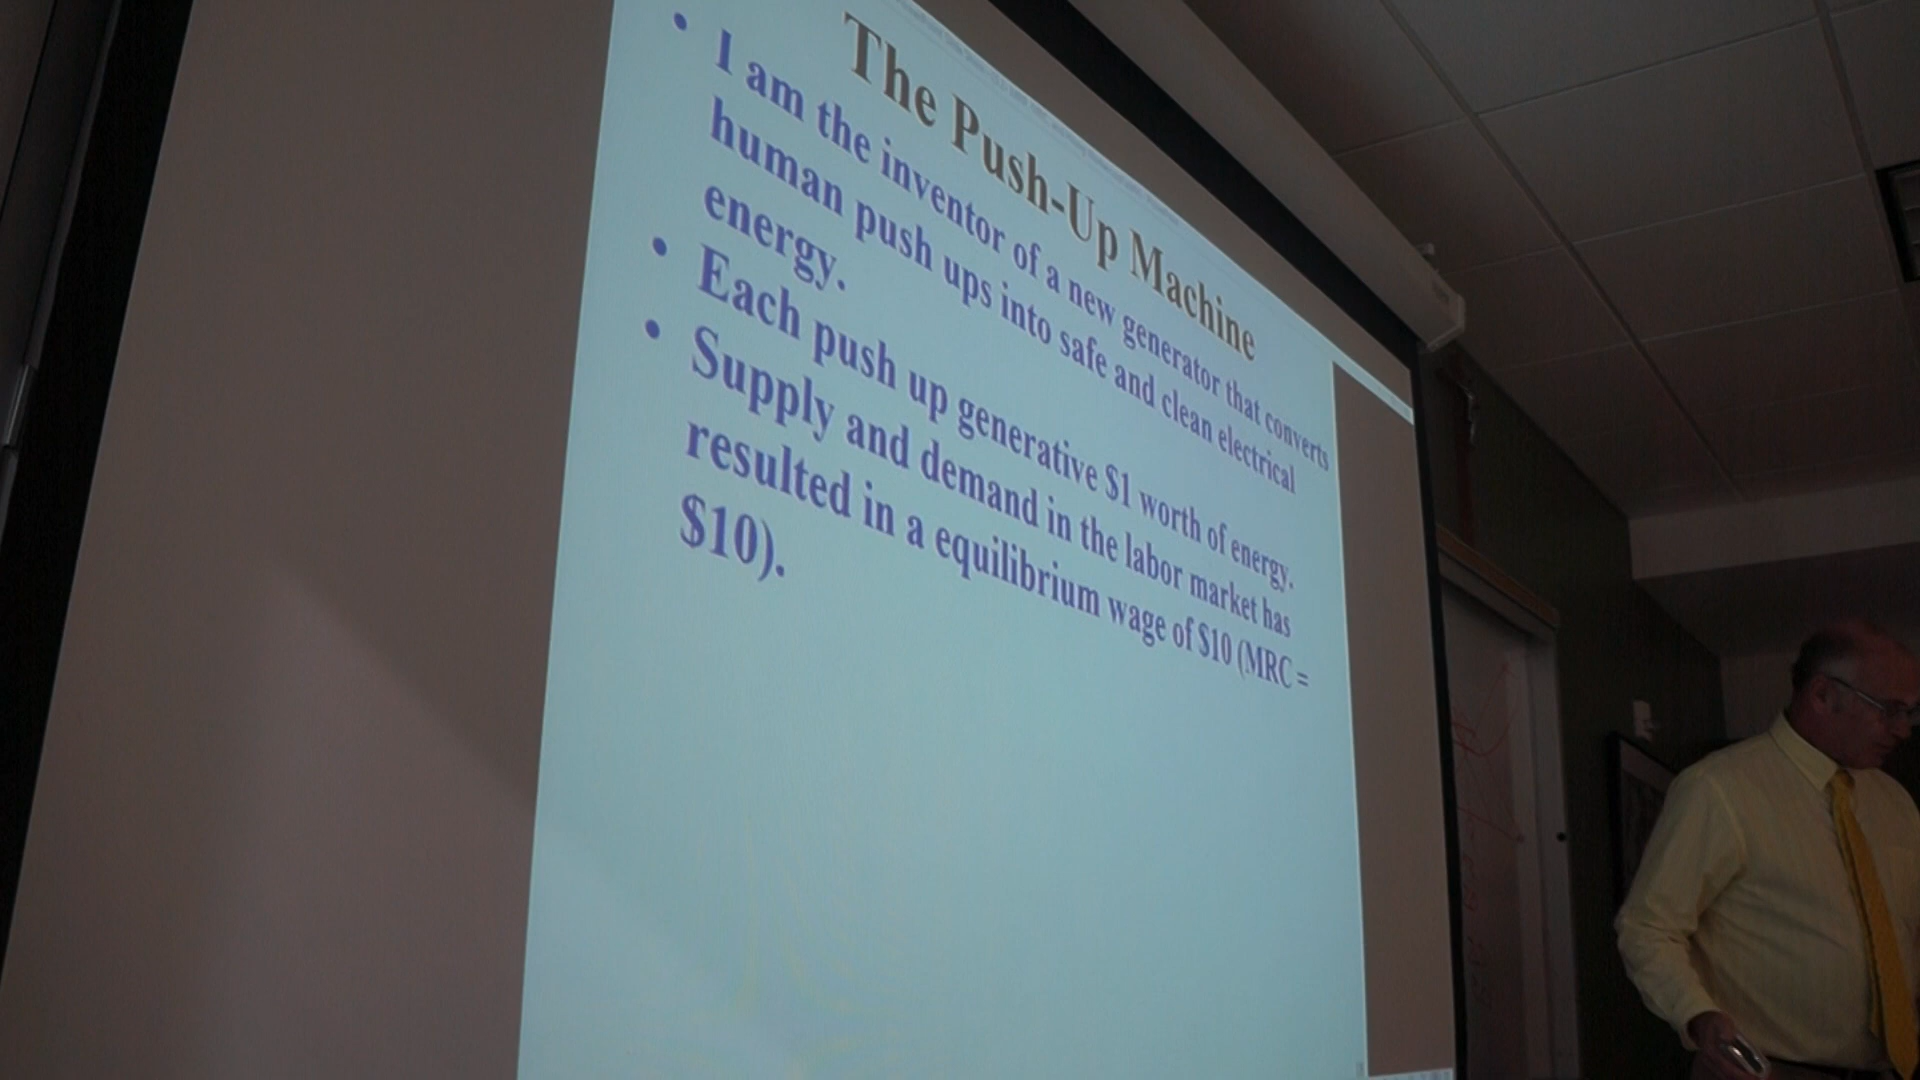 The Push-Up Machine
• I am the inventor of a new generator that converts
human push ups into safe and clean electrical
energy.
• Each push up generative $1 worth of energy.
• Supply and demand in the labor market has
resulted in a equilibrium wage of $10 (MRC =
$10).